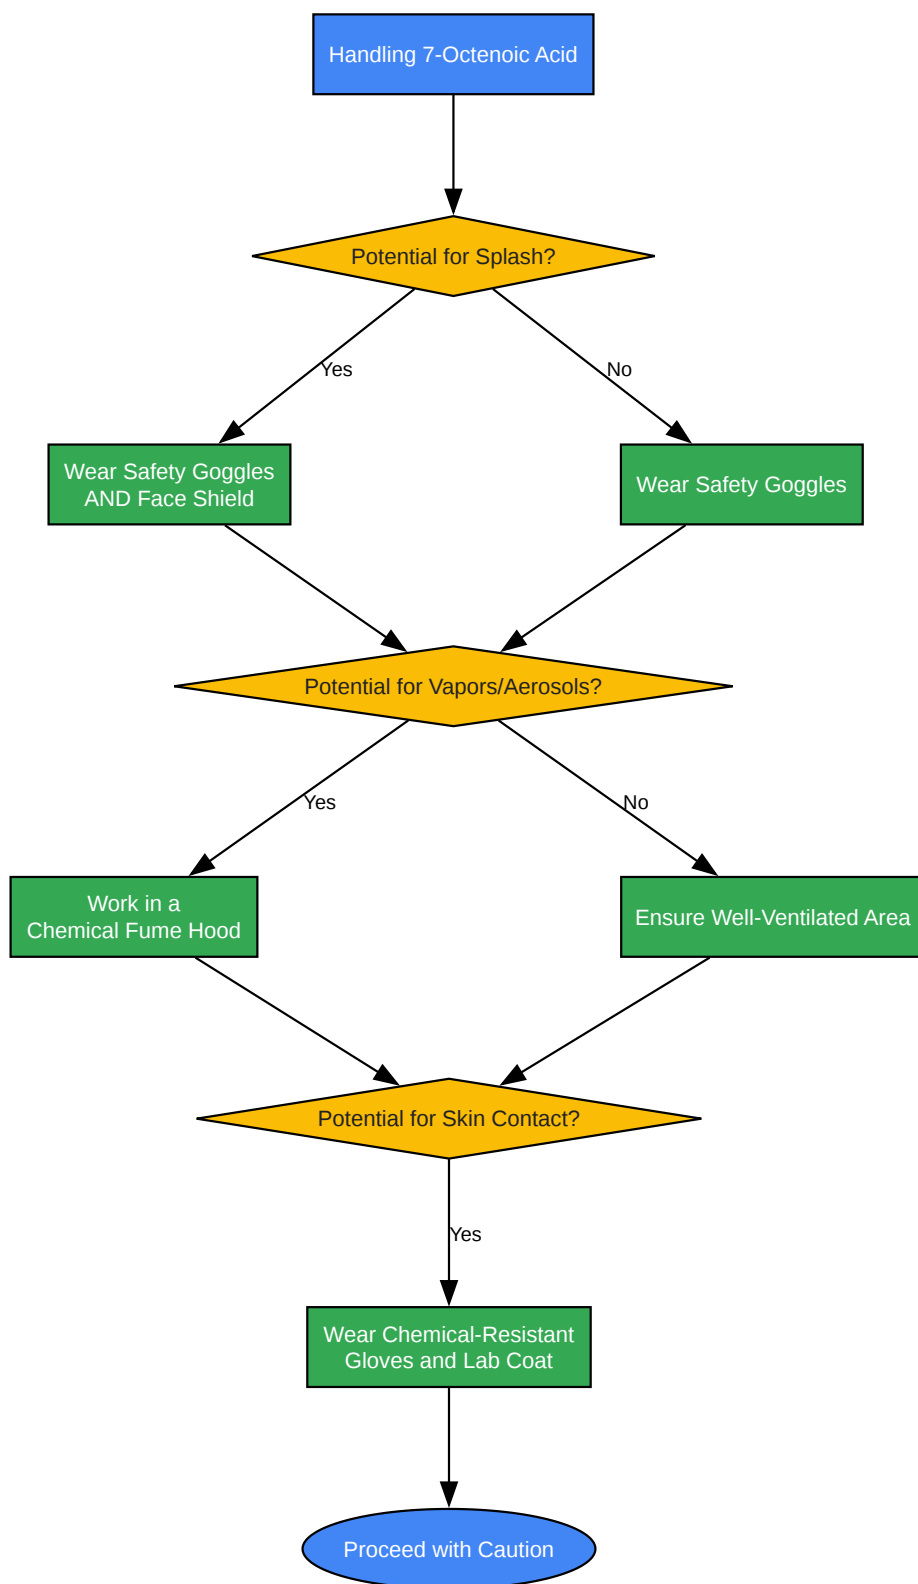 Handling 7-Octenoic Acid
Potential for Splash?
Yes
No
Wear Safety Goggles
AND Face Shield
Wear Safety Goggles
Potential for Vapors/Aerosols?
Yes
No
Work in a
Chemical Fume Hood
Ensure Well-Ventilated Area
Potential for Skin Contact?
Yes
Wear Chemical-Resistant
Gloves and Lab Coat
Proceed with Caution